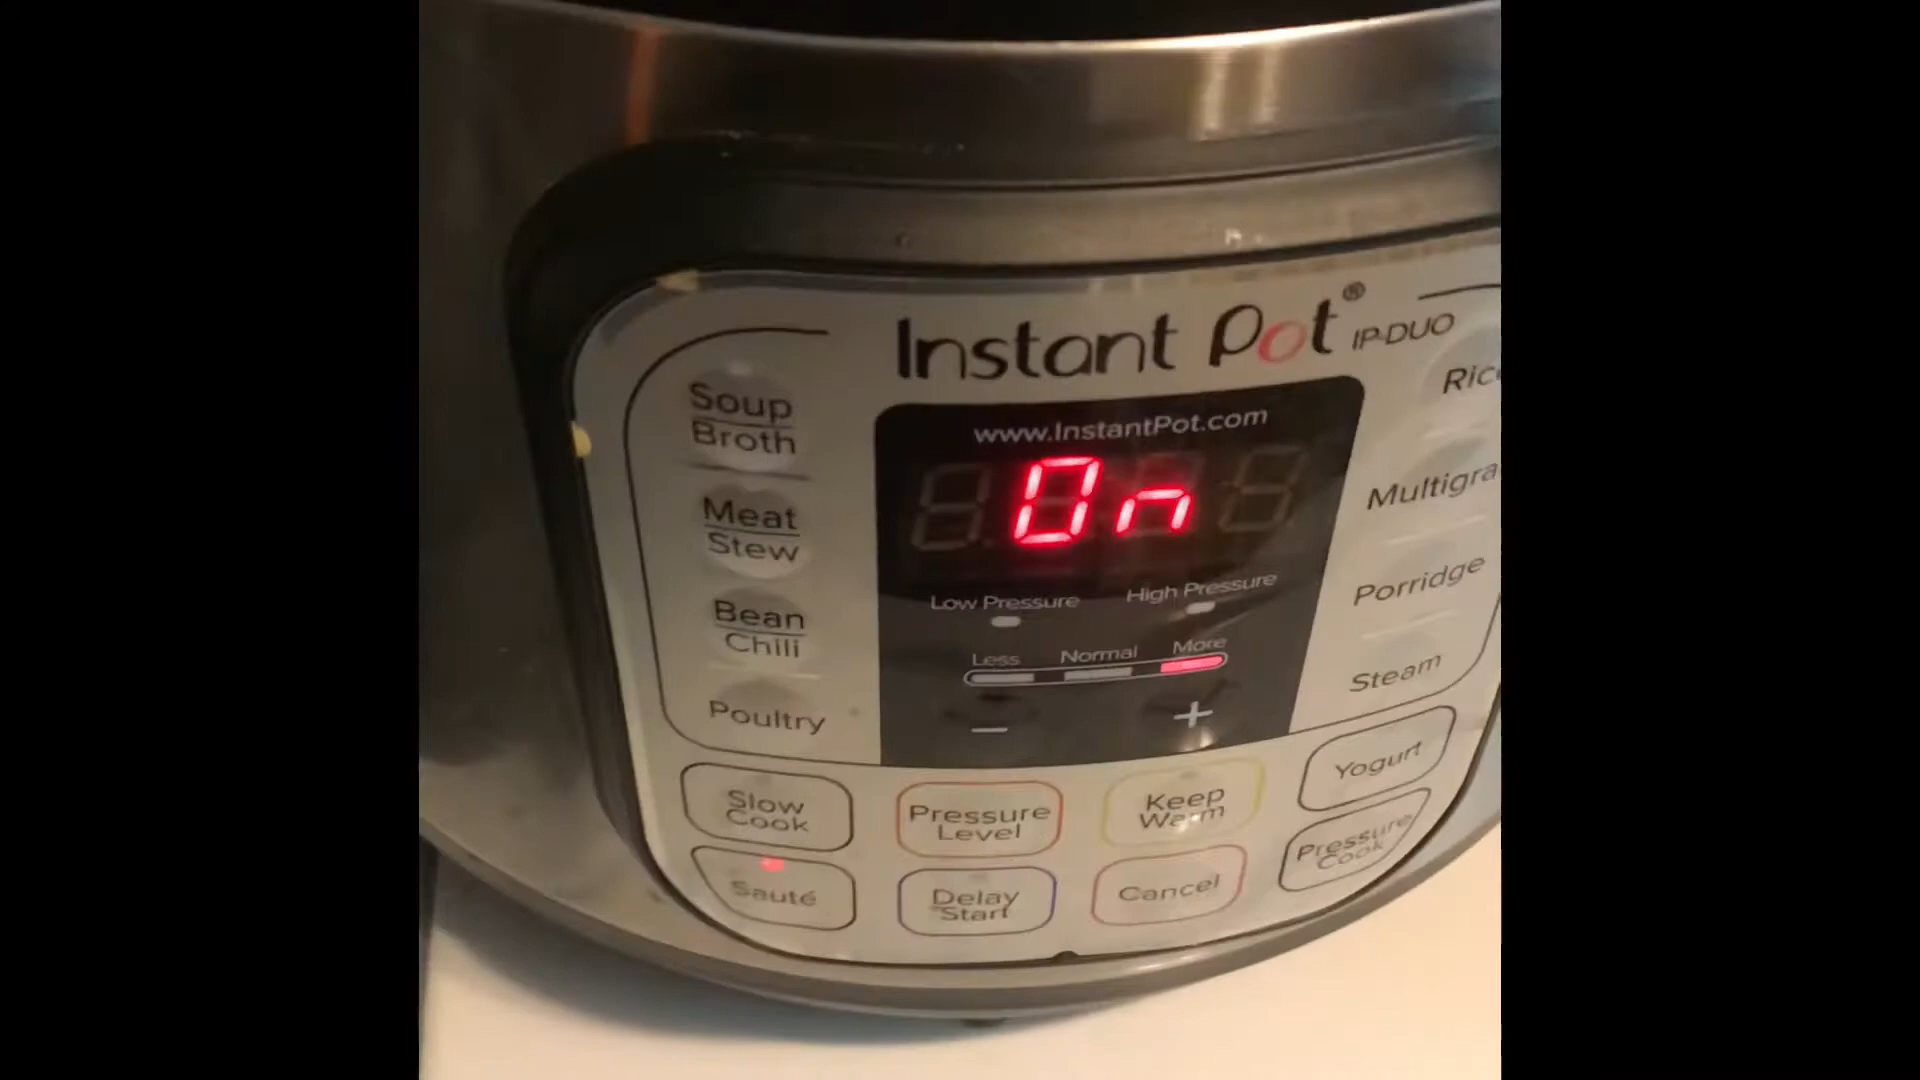 Instant Pot® IP-DUO
www.InstantPot.com
On
Low Pressure High Pressure
Less Normal More
− +
Soup
Broth
Meat
Stew
Bean
Chili
Poultry
Rice
Porridge
Steam
Slow
Cook
Pressure
Level
Keep
Warm
Yogurt
Sauté
Delay
Start
Cancel
Pressure
Cook